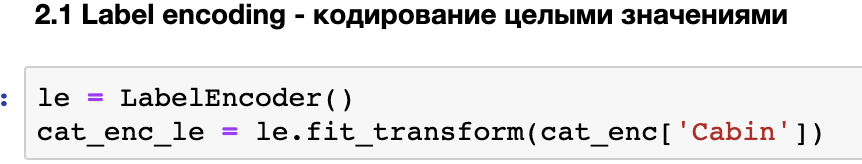 2.1 Label encoding - кодирование целыми значениями
: le = LabelEncoder()
cat_enc_le = le.fit_transform(cat_enc['Cabin'])